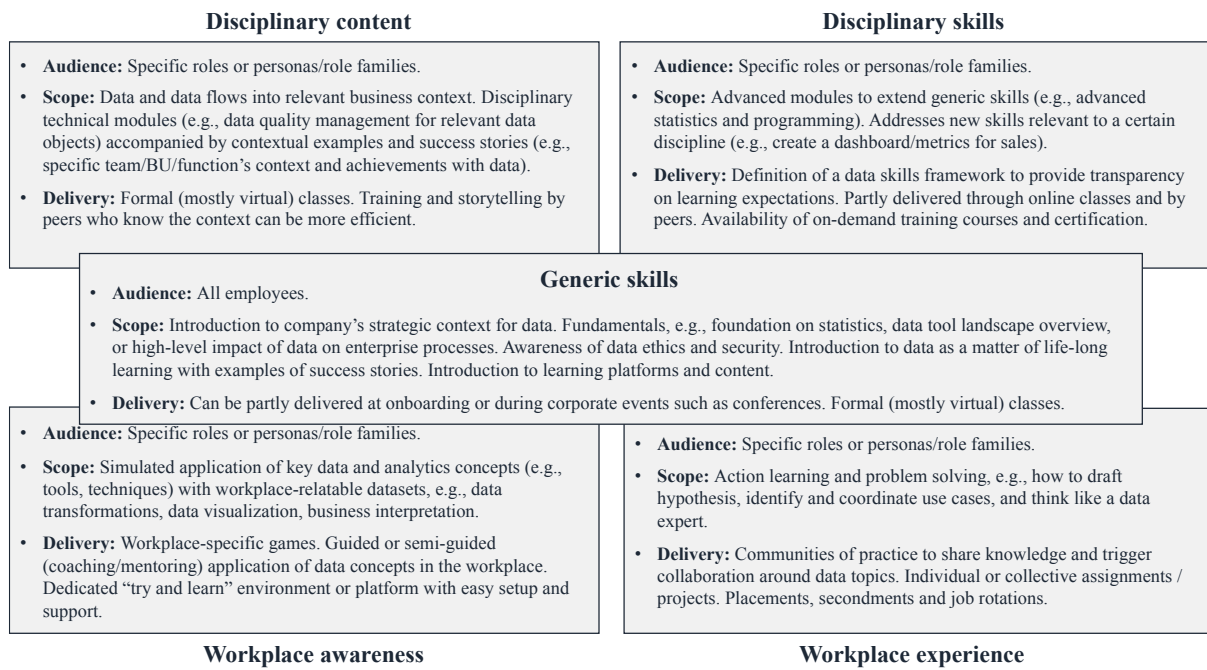 Disciplinary content
• Audience: Specific roles or personas/role families.
• Scope: Data and data flows into relevant business context. Disciplinary
technical modules (e.g., data quality management for relevant data
objects) accompanied by contextual examples and success stories (e.g.,
specific team/BU/function’s context and achievements with data).
• Delivery: Formal (mostly virtual) classes. Training and storytelling by
peers who know the context can be more efficient.
Disciplinary skills
• Audience: Specific roles or personas/role families.
• Scope: Advanced modules to extend generic skills (e.g., advanced
statistics and programming). Addresses new skills relevant to a certain
discipline (e.g., create a dashboard/metrics for sales).
• Delivery: Definition of a data skills framework to provide transparency
on learning expectations. Partly delivered through online classes and by
peers. Availability of on-demand training courses and certification.
Generic skills
• Audience: All employees.
• Scope: Introduction to company’s strategic context for data. Fundamentals, e.g., foundation on statistics, data tool landscape overview,
or high-level impact of data on enterprise processes. Awareness of data ethics and security. Introduction to data as a matter of life-long
learning with examples of success stories. Introduction to learning platforms and content.
• Delivery: Can be partly delivered at onboarding or during corporate events such as conferences. Formal (mostly virtual) classes.
• Audience: Specific roles or personas/role families.
• Scope: Simulated application of key data and analytics concepts (e.g.,
tools, techniques) with workplace-relatable datasets, e.g., data
transformations, data visualization, business interpretation.
• Delivery: Workplace-specific games. Guided or semi-guided
(coaching/mentoring) application of data concepts in the workplace.
Dedicated “try and learn” environment or platform with easy setup and
support.
Workplace awareness
• Audience: Specific roles or personas/role families.
• Scope: Action learning and problem solving, e.g., how to draft
hypothesis, identify and coordinate use cases, and think like a data
expert.
• Delivery: Communities of practice to share knowledge and trigger
collaboration around data topics. Individual or collective assignments /
projects. Placements, secondments and job rotations.
Workplace experience